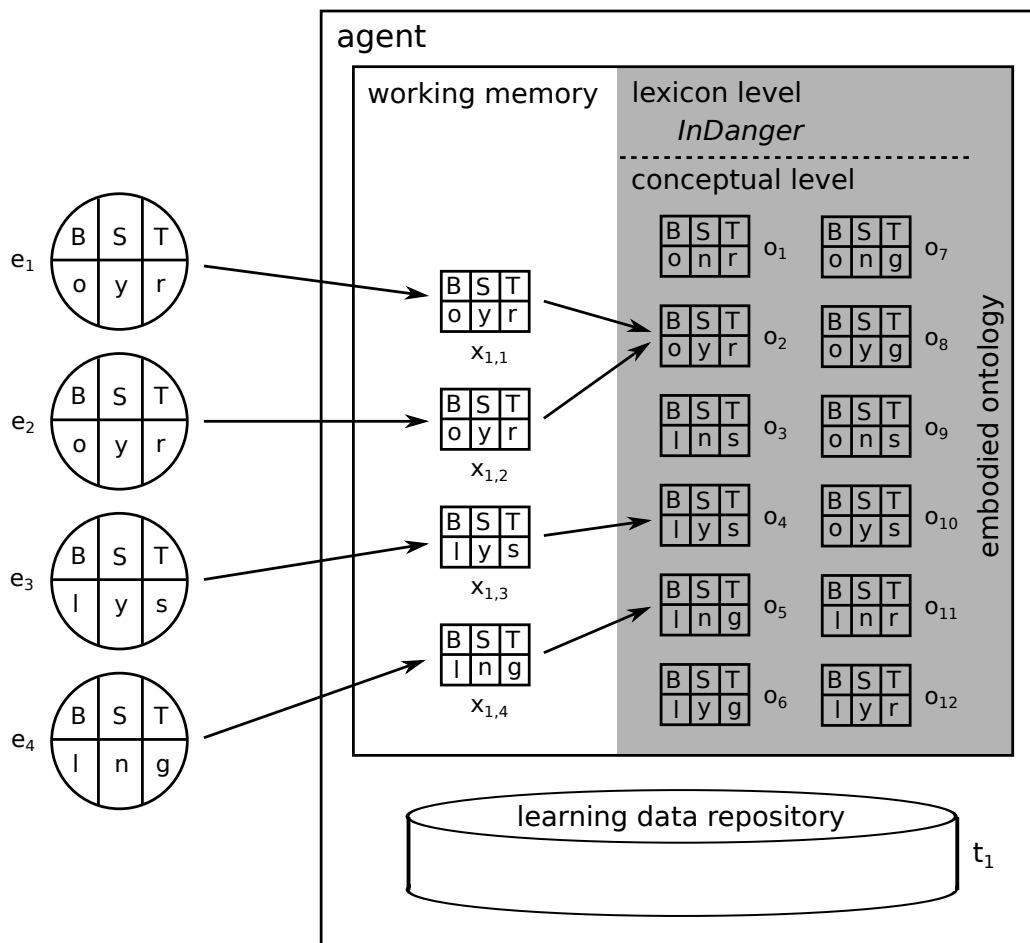 agent
working memory
lexicon level
InDanger
conceptual level
embodied ontology
e1
B S T
o y r
e2
B S T
o y r
e3
B S T
l y s
e4
B S T
l n g
B S T
o y r
x1,1
B S T
o y r
x1,2
B S T
l y s
x1,3
B S T
l n g
x1,4
B S T
o n r
o1
B S T
o y r
o2
B S T
l n s
o3
B S T
l y s
o4
B S T
l n g
o5
B S T
l y g
o6
B S T
o n g
o7
B S T
o y g
o8
B S T
o n s
o9
B S T
o y s
o10
B S T
l n r
o11
B S T
l y r
o12
learning data repository
t1